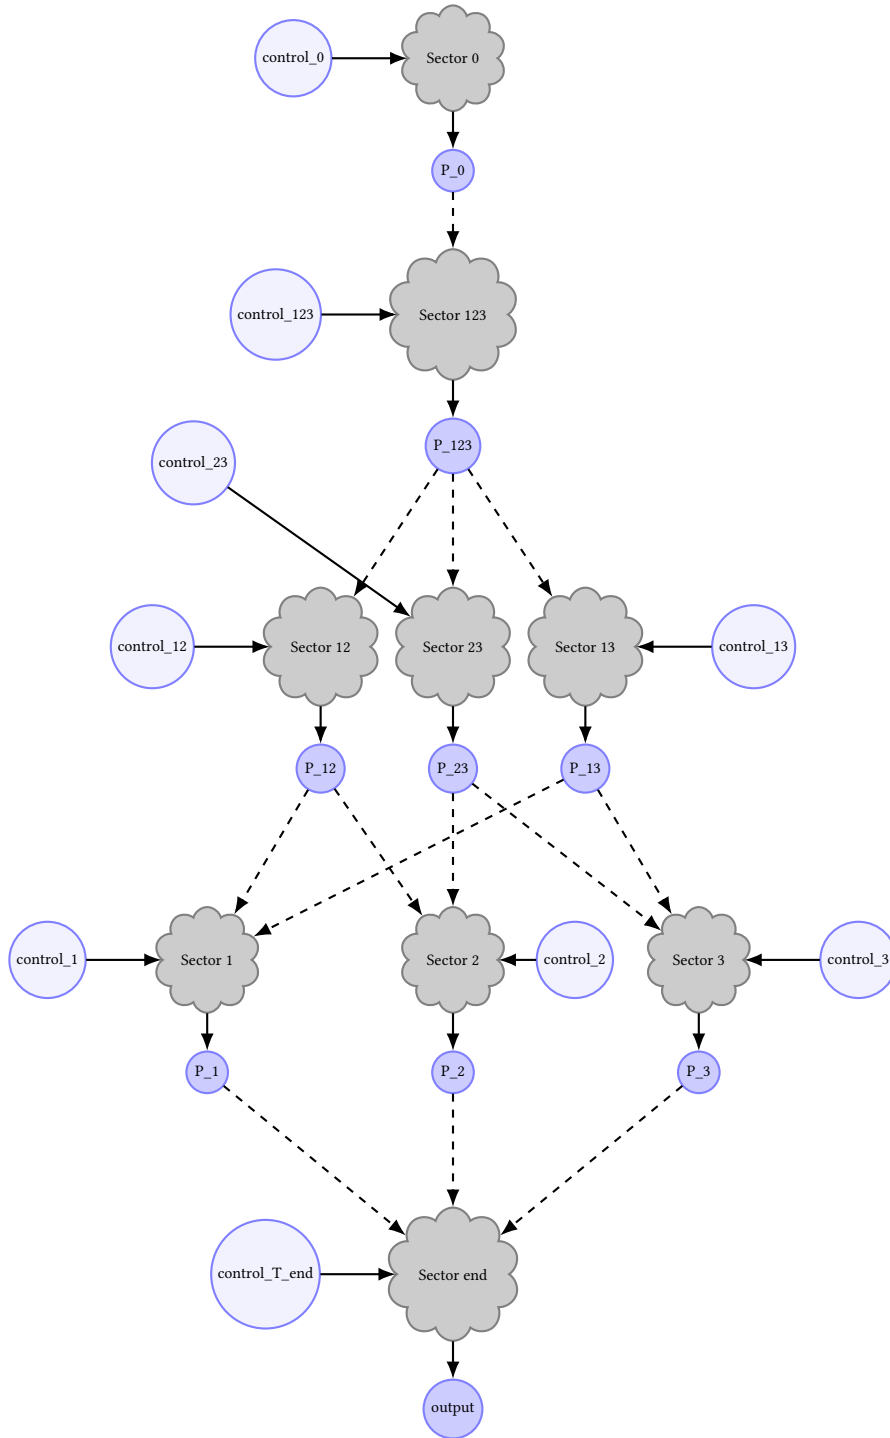 control_0
Sector 0
P_0
control_123
Sector 123
P_123
control_23
control_12
Sector 12
Sector 23
Sector 13
control_13
P_12
P_23
P_13
control_1
Sector 1
Sector 2
control_2
Sector 3
control_3
P_1
P_2
P_3
control_T_end
Sector end
output